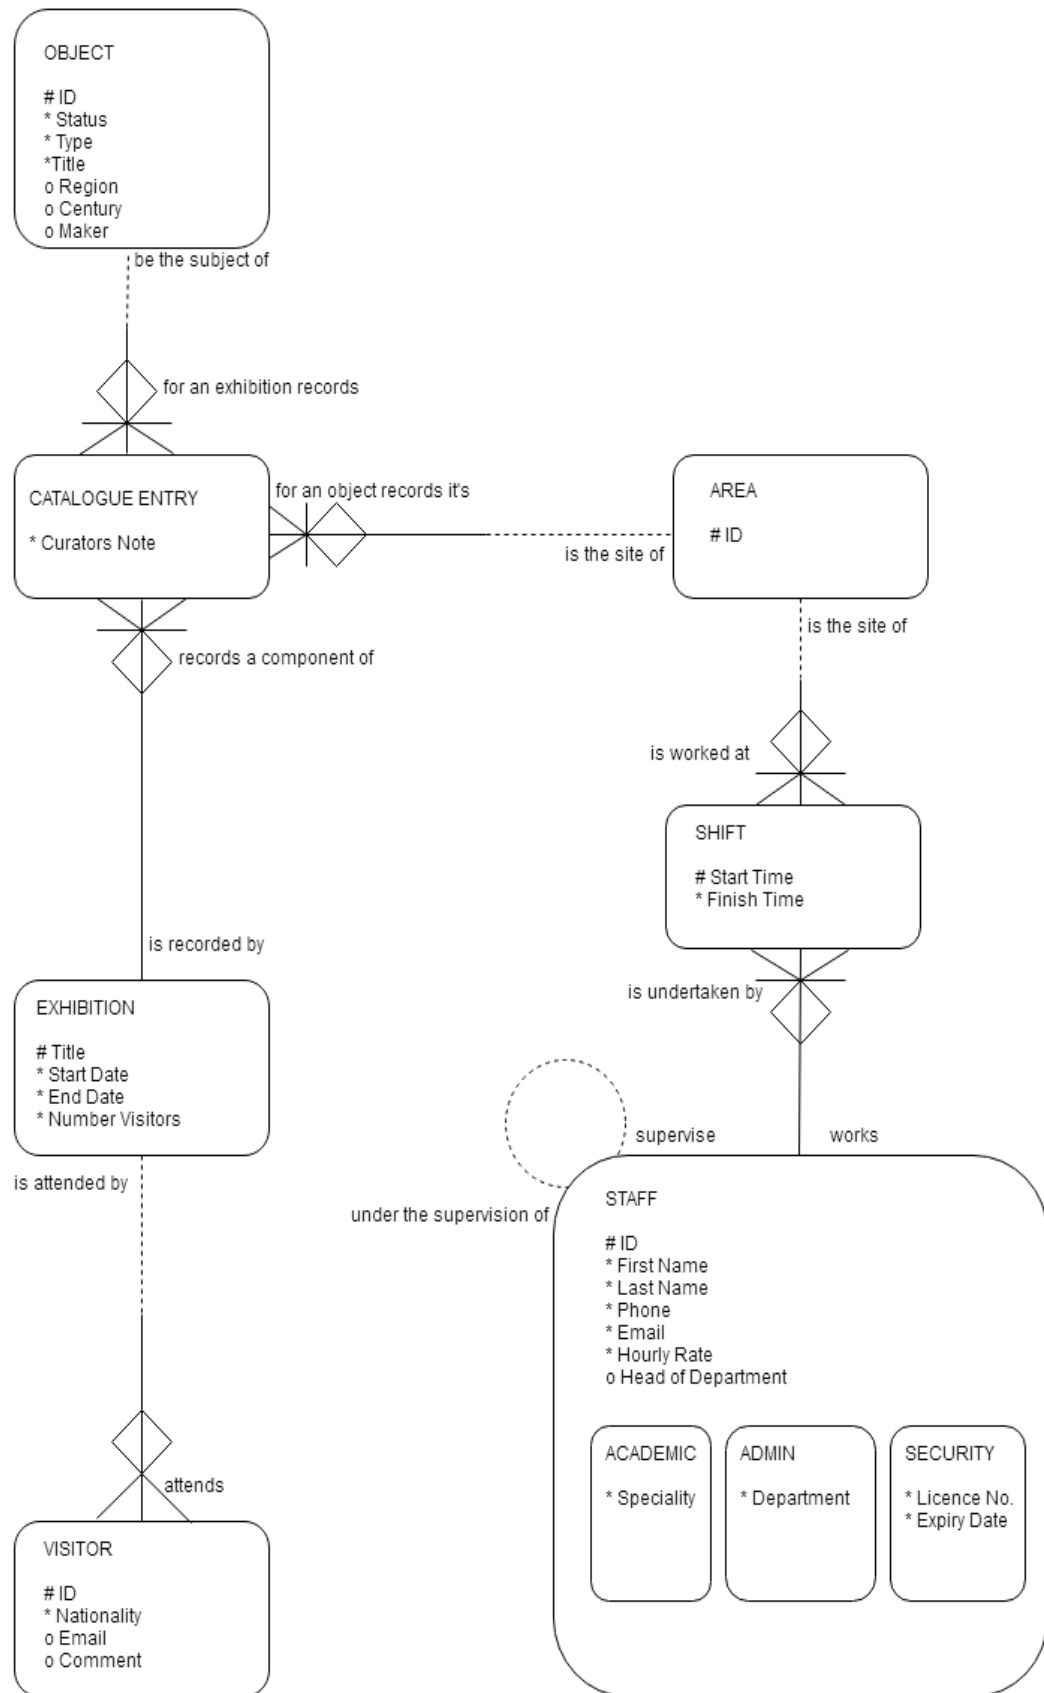 OBJECT
# ID
* Status
* Type
*Title
o Region
o Century
o Maker
be the subject of
for an exhibition records
CATALOGUE ENTRY
* Curators Note
for an object records it's
is the site of
AREA
# ID
is the site of
is worked at
SHIFT
# Start Time
* Finish Time
is undertaken by
records a component of
is recorded by
EXHIBITION
# Title
* Start Date
* End Date
* Number Visitors
is attended by
attends
VISITOR
# ID
* Nationality
o Email
o Comment
supervise
works
under the supervision of
STAFF
# ID
* First Name
* Last Name
* Phone
* Email
* Hourly Rate
o Head of Department
ACADEMIC
* Speciality
ADMIN
* Department
SECURITY
* Licence No.
* Expiry Date